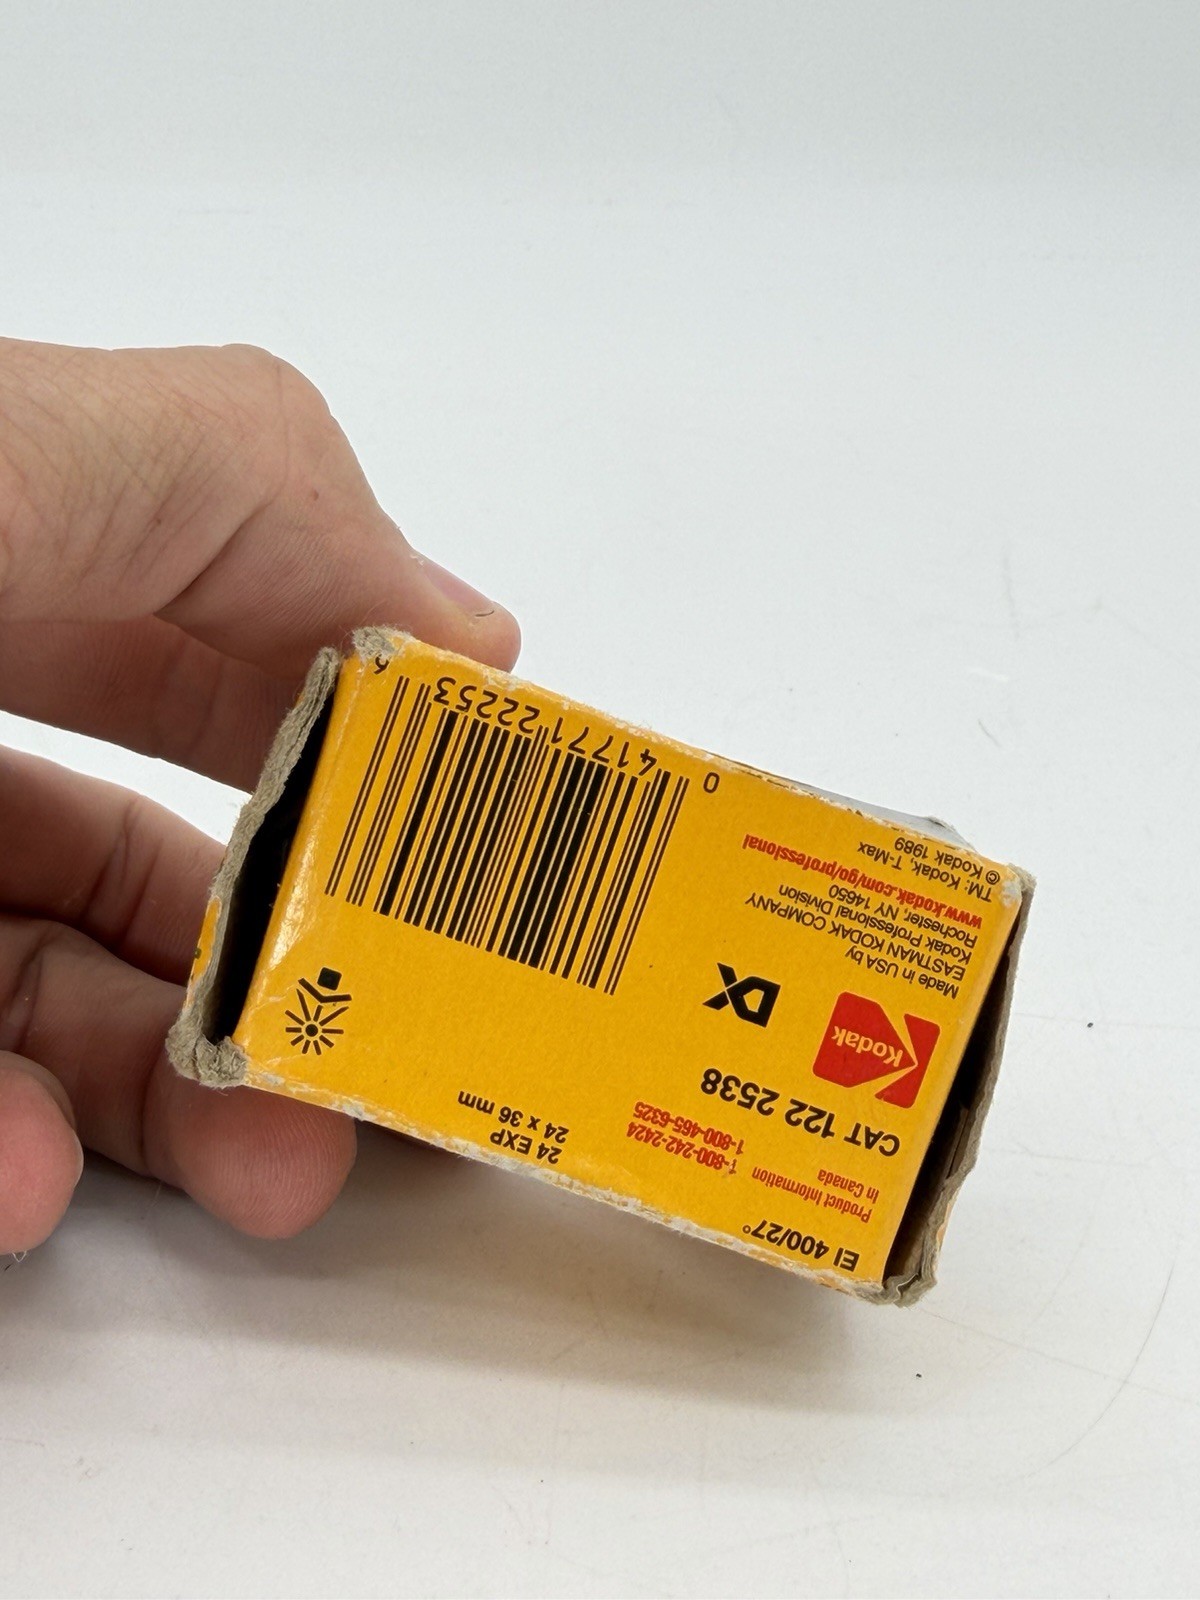 EI 400/27°
24 EXP
24 x 36 mm
Product Information 1-800-242-2424
In Canada 1-800-465-6325
CAT 122 2538
Kodak
DX
Made in USA by
EASTMAN KODAK COMPANY
Kodak Professional Division
Rochester, NY 14650
www.kodak.com/go/professional
TM: Kodak, T-Max
© Kodak 1989
0 41771 22253 6